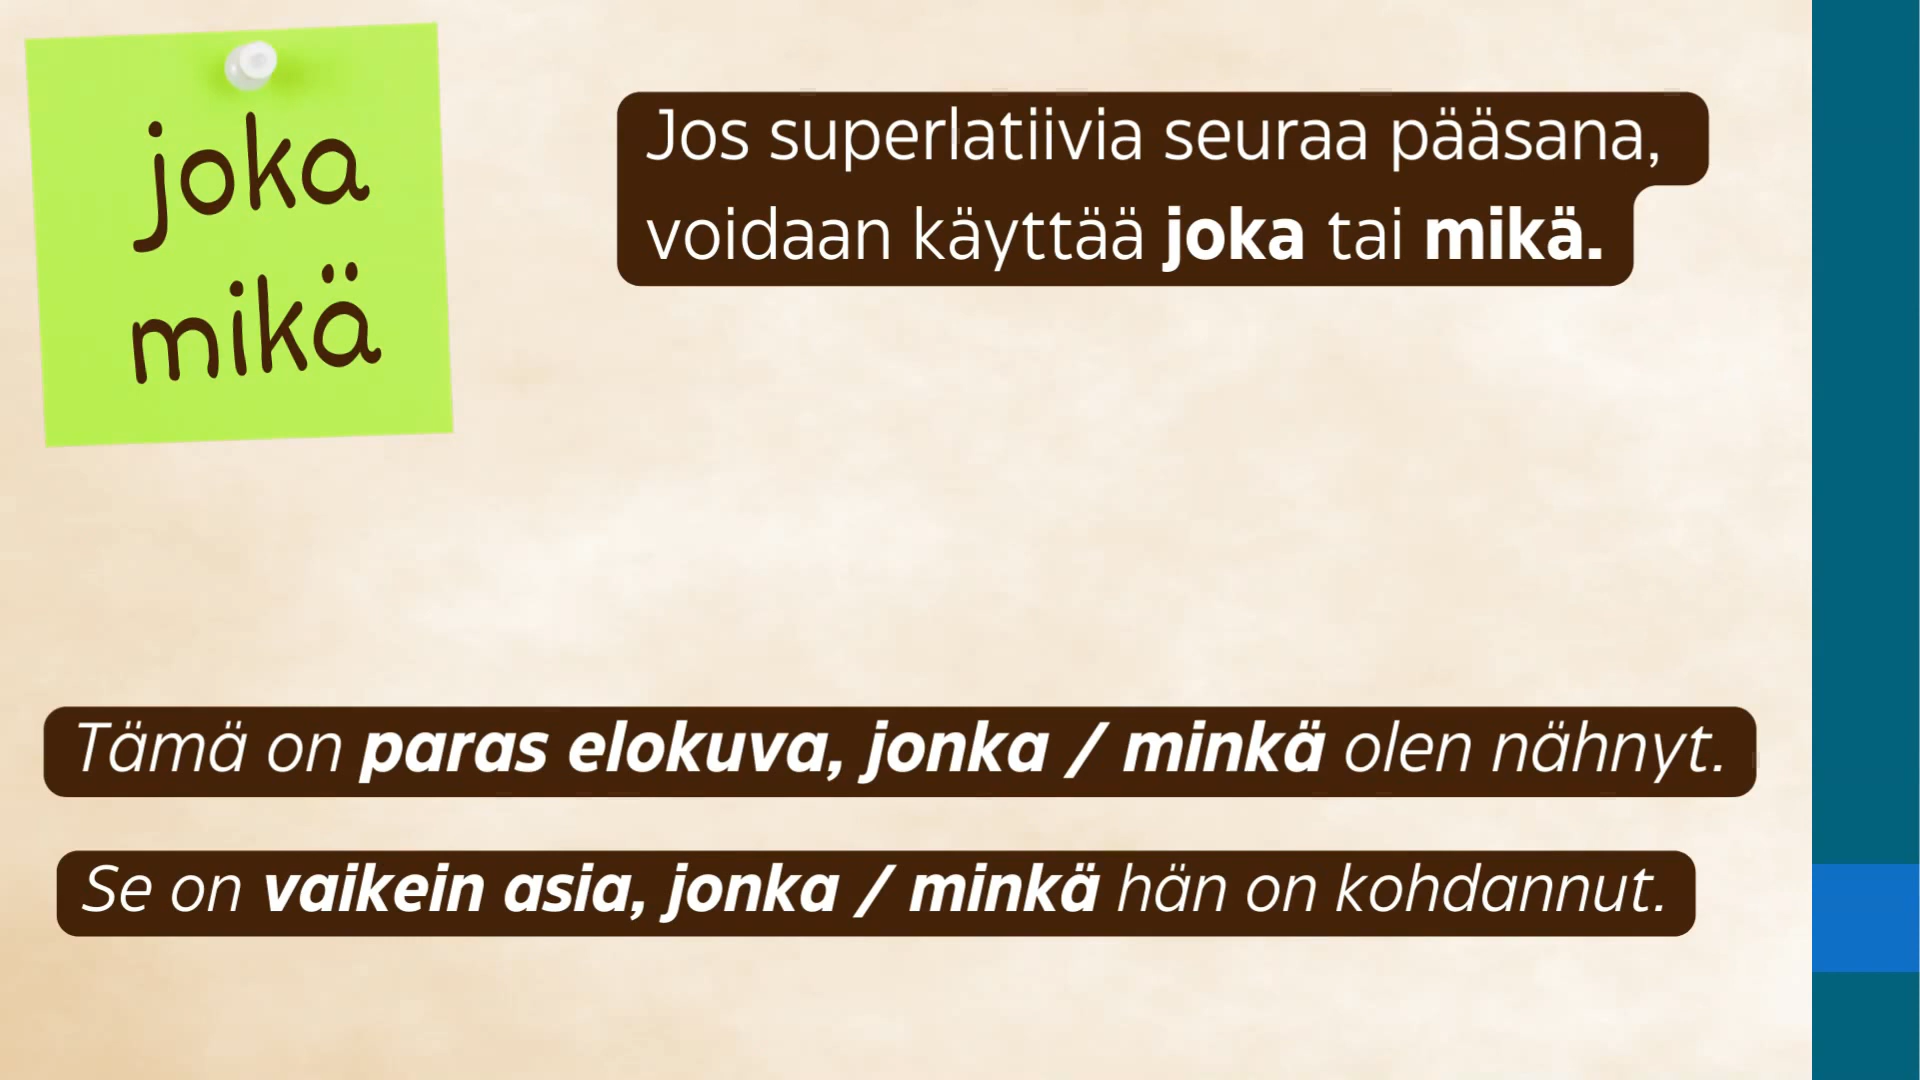 joka
mikä
Jos superlatiivia seuraa pääsana,
voidaan käyttää joka tai mikä.
Tämä on paras elokuva, jonka / minkä olen nähnyt.
Se on vaikein asia, jonka / minkä hän on kohdannut.